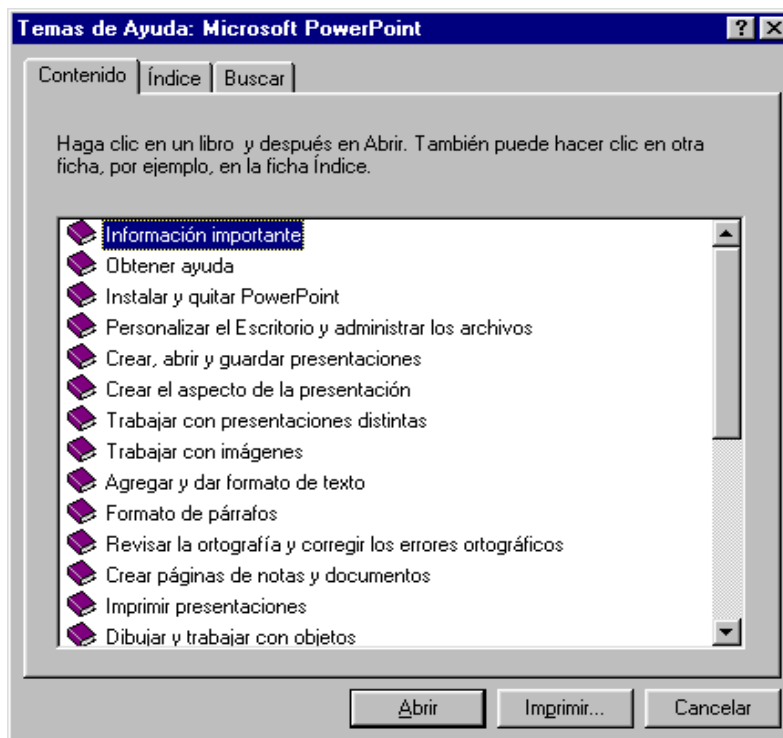 Temas de Ayuda: Microsoft PowerPoint
Contenido Índice Buscar
Haga clic en un libro y después en Abrir. También puede hacer clic en otra
ficha, por ejemplo, en la ficha Índice.
Información importante
Obtener ayuda
Instalar y quitar PowerPoint
Personalizar el Escritorio y administrar los archivos
Crear, abrir y guardar presentaciones
Crear el aspecto de la presentación
Trabajar con presentaciones distintas
Trabajar con imágenes
Agregar y dar formato de texto
Formato de párrafos
Revisar la ortografía y corregir los errores ortográficos
Crear páginas de notas y documentos
Imprimir presentaciones
Dibujar y trabajar con objetos
Abrir Imprimir... Cancelar